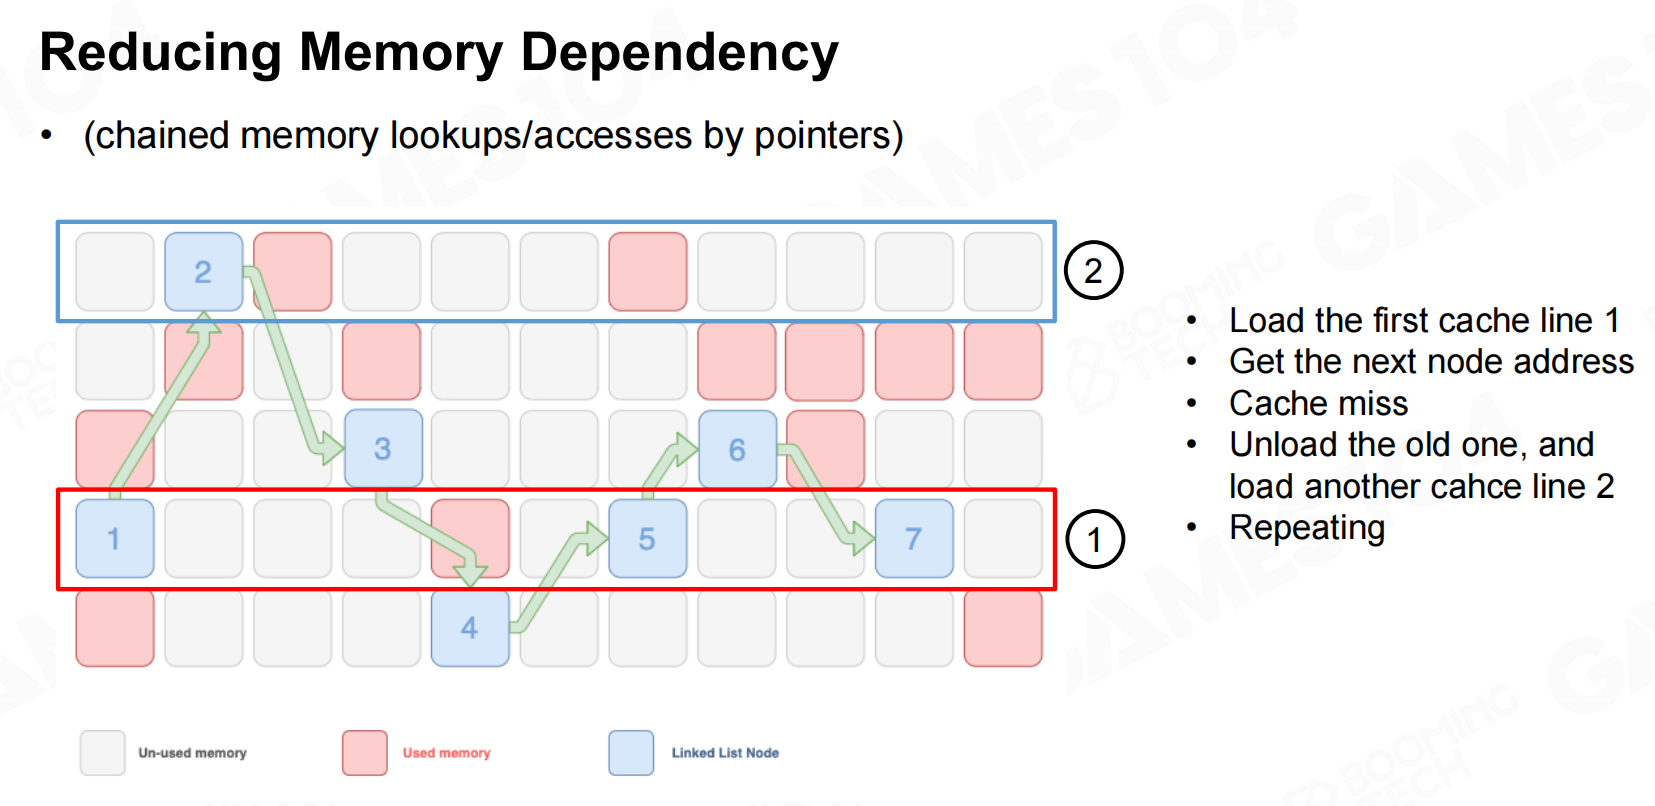 Reducing Memory Dependency
• (chained memory lookups/accesses by pointers)
2
2
3
6
1
5
7
1
4
• Load the first cache line 1
• Get the next node address
• Cache miss
• Unload the old one, and
load another cahce line 2
• Repeating
Un-used memory
Used memory
Linked List Node
GAMES104
BOOMING
TECH